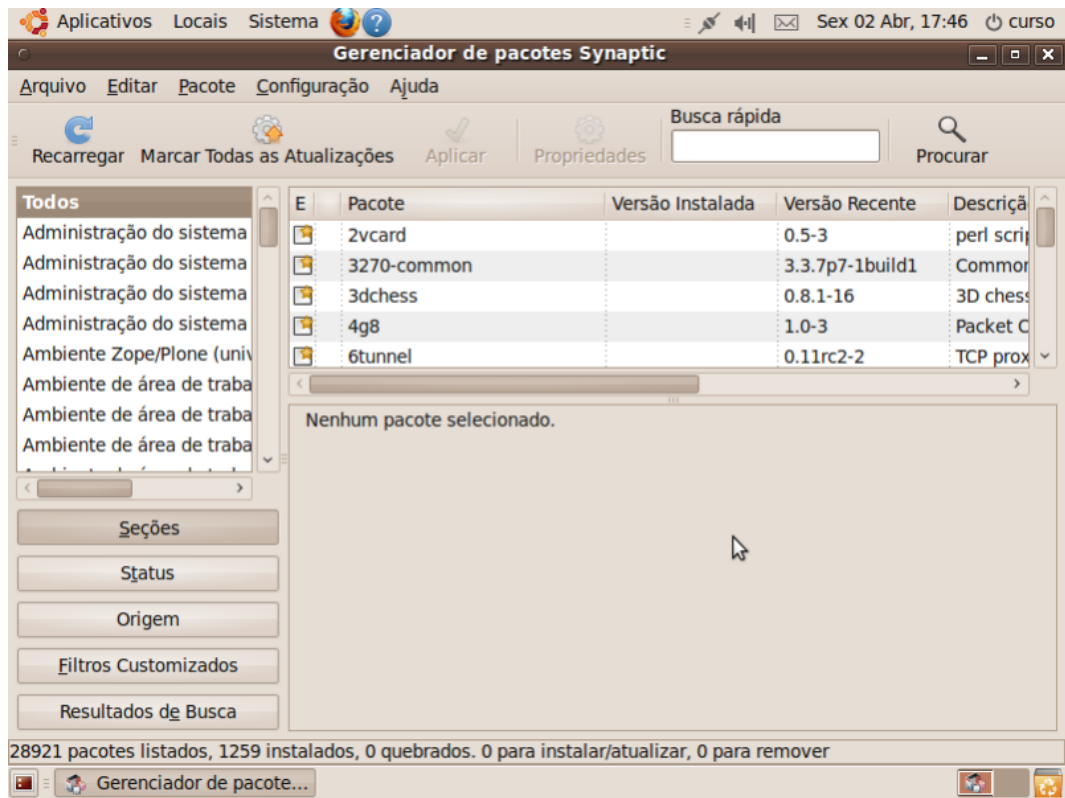 Aplicativos Locais Sistema ? Sex 02 Abr, 17:46 curso
Gerenciador de pacotes Synaptic
Arquivo Editar Pacote Configuração Ajuda
Busca rápida
Recarregar Marcar Todas as Atualizações Aplicar Propriedades Procurar
Todos
Administração do sistema
Administração do sistema
Administração do sistema
Administração do sistema
Ambiente Zope/Plone (univ
Ambiente de área de traba
Ambiente de área de traba
Ambiente de área de traba
E Pacote Versão Instalada Versão Recente Descriçã
2vcard 0.5-3 perl scrip
3270-common 3.3.7p7-1build1 Common
3dchess 0.8.1-16 3D chess
4g8 1.0-3 Packet C
6tunnel 0.11rc2-2 TCP prox
Nenhum pacote selecionado.
Seções
Status
Origem
Filtros Customizados
Resultados de Busca
28921 pacotes listados, 1259 instalados, 0 quebrados. 0 para instalar/atualizar, 0 para remover
Gerenciador de pacote...